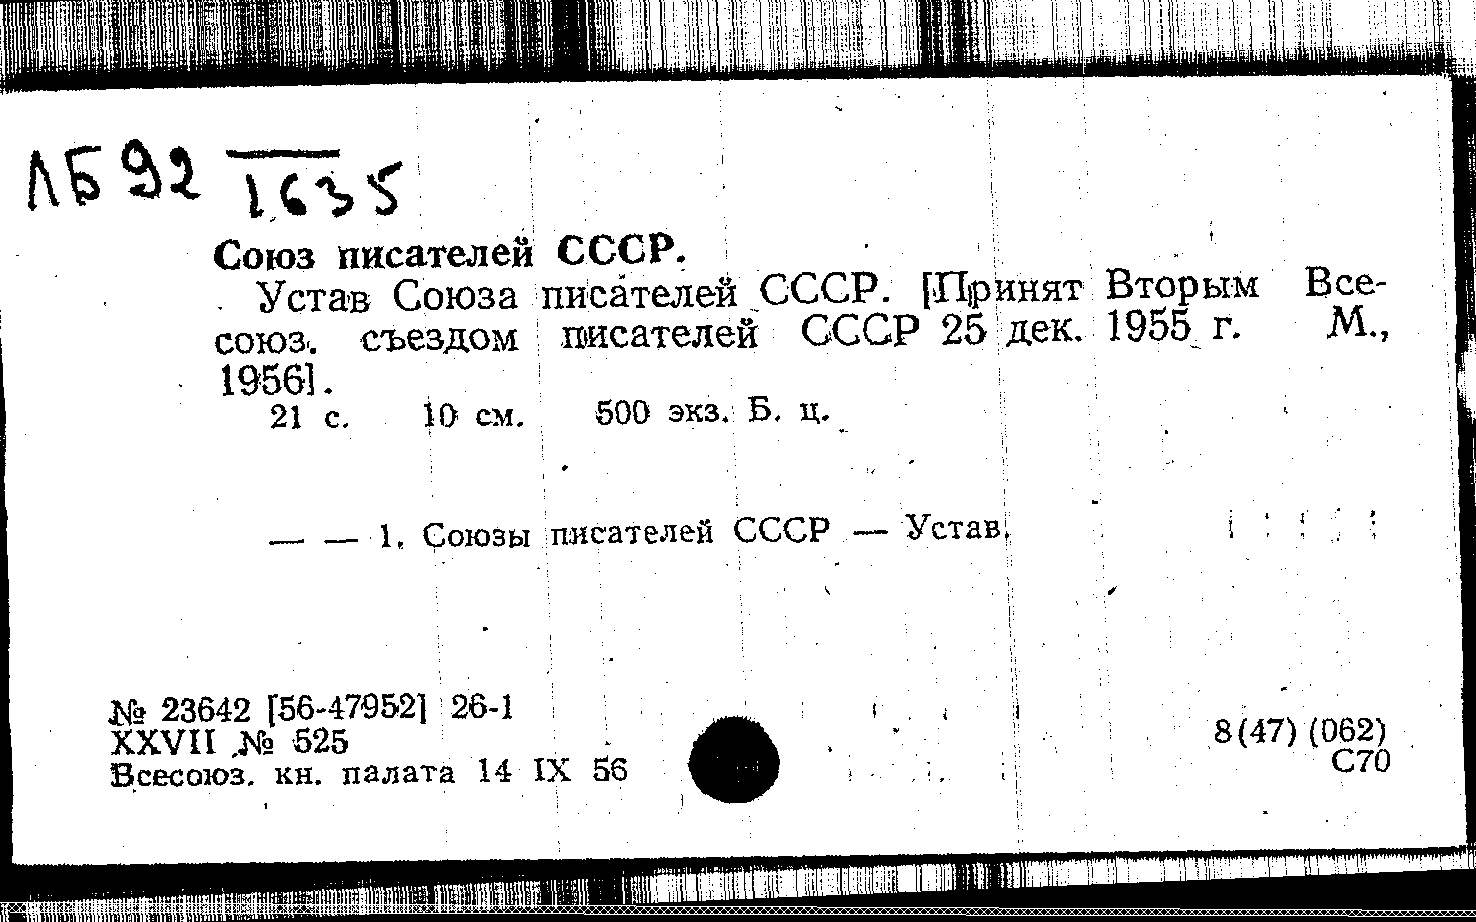 ЛБ92 1635
Союз писателей СССР.
Устав Союза писателей СССР. [Принят Вторым Все-
союз. съездом писателей СССР 25 дек. 1955 г. М.,
1956].
21 с. 10 см. 500 экз. Б. ц.
— — 1. Союзы писателей СССР — Устав.
№ 23642 [56-47952] 26-1
XXVII № 525
Всесоюз. кн. палата 14 IX 56
8(47) (062)
С70